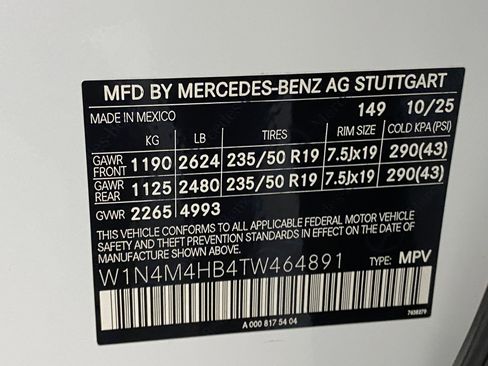 MFD BY MERCEDES-BENZ AG STUTTGART
MADE IN MEXICO 149 10/25
KG LB TIRES RIM SIZE COLD KPA (PSI)
GAWR FRONT 1190 2624 235/50 R19 7.5Jx19 290(43)
GAWR REAR 1125 2480 235/50 R19 7.5Jx19 290(43)
GWR 2265 4993
THIS VEHICLE CONFORMS TO ALL APPLICABLE FEDERAL MOTOR VEHICLE
SAFETY AND THEFT PREVENTION STANDARDS IN EFFECT ON THE DATE
OF MANUFACTURE SHOWN ABOVE.
W1N4M4HB4TW464891 TYPE: MPV
A 000 817 54 04